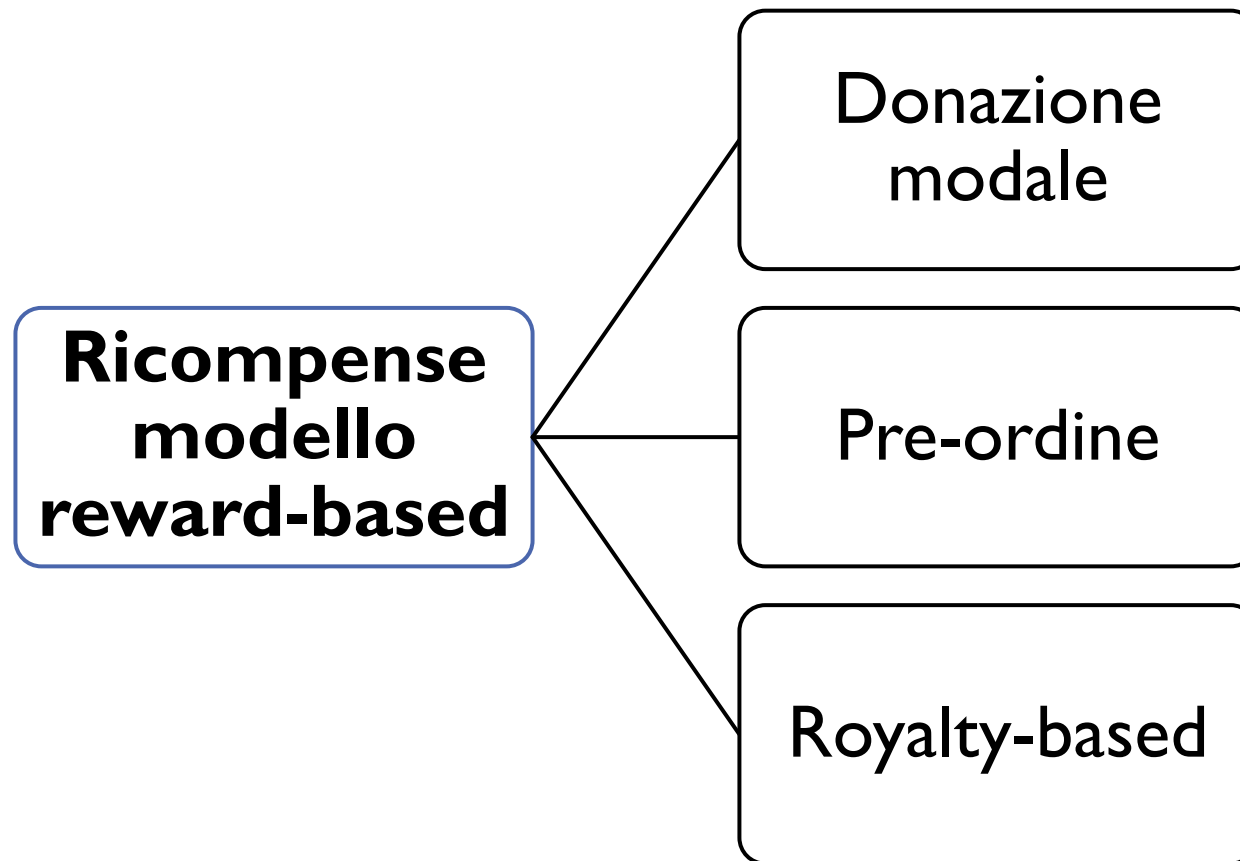 Ricompense
modello
reward-based
Donazione
modale
Pre-ordine
Royalty-based